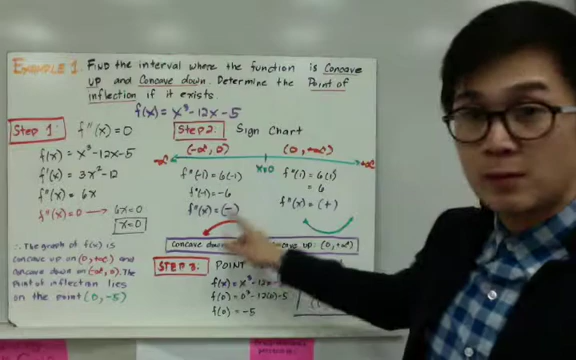 EXAMPLE 1. FIND the interval where the function is Concave
up and Concave down. Determine the Point of
inflection if it exists.
f(x) = x³-12x-5
Step 1:
f''(x) = 0
f(x) = x³-12x-5
f'(x) = 3x²-12
f''(x) = 6x
f''(x) = 0 → 6x=0
x=0
∴ The graph of f(x) is
concave up on (0,+∞) and
concave down on (-∞,0). The
point of inflection lies
on the point (0,-5)
Step 2:
Sign Chart
(-∞, 0)
(0, +∞)
-∞
x=0
+∞
f''(-1) = 6(-1)
f''(-1) = -6
f''(x) = (-)
f''(1) = 6(1)
= 6
f''(x) = (+)
Concave down
Concave up: (0,+∞)
STEP 3:
POINT
f(x) = x³-12x-
f(0) = 0³-12(0)-5
f(0) = -5